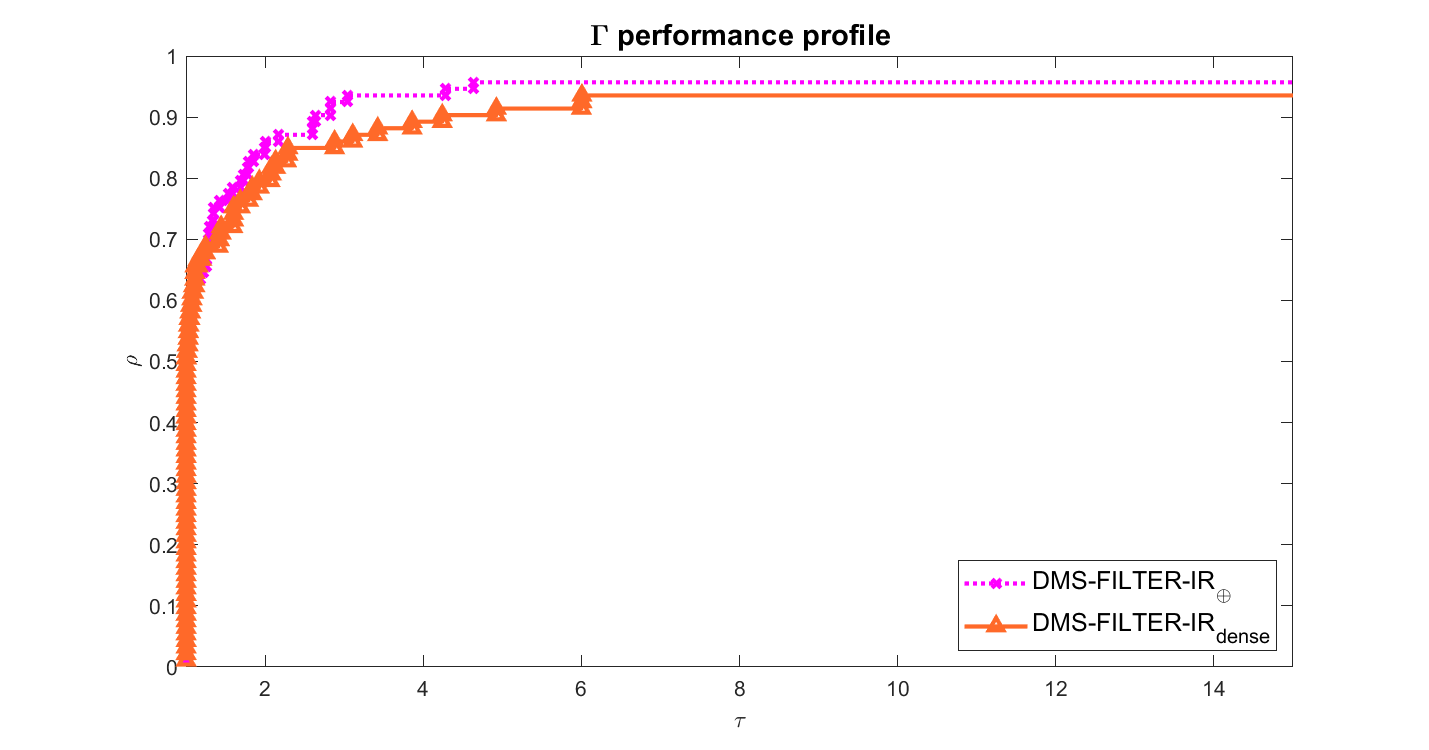 Γ performance profile
1
0.9
0.8
0.7
0.6
0.5
0.4
0.3
0.2
0.1
0
ρ
2 4 6 8 10 12 14
τ
DMS-FILTER-IR⊕
DMS-FILTER-IRdense